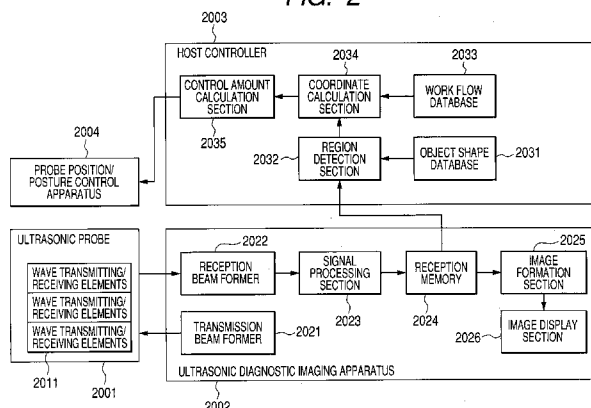 FIG. 2
2003
HOST CONTROLLER
2034
2033
CONTROL AMOUNT
CALCULATION
SECTION
COORDINATE
CALCULATION
SECTION
WORK FLOW
DATABASE
2035
2004
2032
REGION
DETECTION
SECTION
OBJECT SHAPE
DATABASE
2031
PROBE POSITION/
POSTURE CONTROL
APPARATUS
ULTRASONIC PROBE
2022
2025
WAVE TRANSMITTING/
RECEIVING ELEMENTS
WAVE TRANSMITTING/
RECEIVING ELEMENTS
WAVE TRANSMITTING/
RECEIVING ELEMENTS
RECEPTION
BEAM FORMER
SIGNAL
PROCESSING
SECTION
RECEPTION
MEMORY
IMAGE
FORMATION
SECTION
2023
2024
TRANSMISSION
BEAM FORMER
2021
2026
IMAGE DISPLAY
SECTION
2011
2001
ULTRASONIC DIAGNOSTIC IMAGING APPARATUS
2002